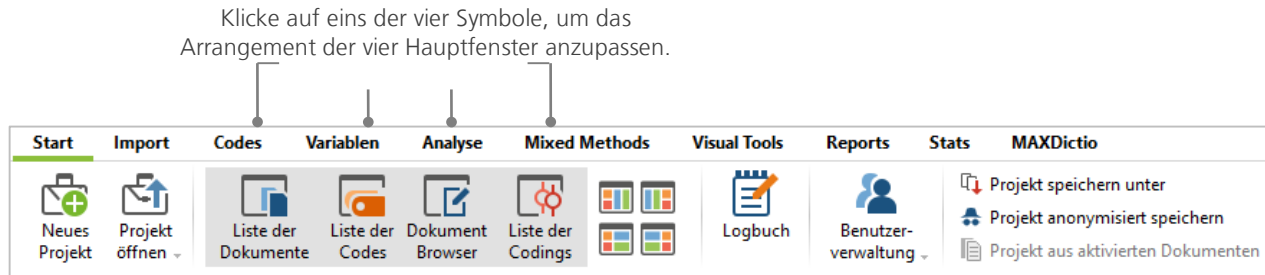 Klicke auf eins der vier Symbole, um das
Arrangement der vier Hauptfenster anzupassen.
Start Import Codes Variablen Analyse Mixed Methods Visual Tools Reports Stats MAXDictio
Neues
Projekt
Projekt
öffnen
Liste der
Dokumente
Liste der
Codes
Dokument
Browser
Liste der
Codings
Logbuch
Benutzer-
verwaltung
Projekt speichern unter
Projekt anonymisiert speichern
Projekt aus aktivierten Dokumenten